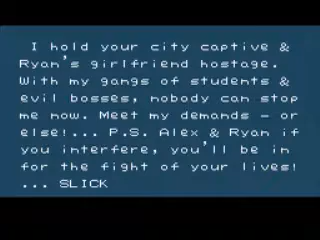 I hold your city captive &
Ryan's girlfriend hostage.
With my gangs of students &
evil bosses, nobody can stop
me now. Meet my demands - or
else!... P.S. Alex & Ryan if
you interfere, you'll be in
for the fight of your lives!
... SLICK